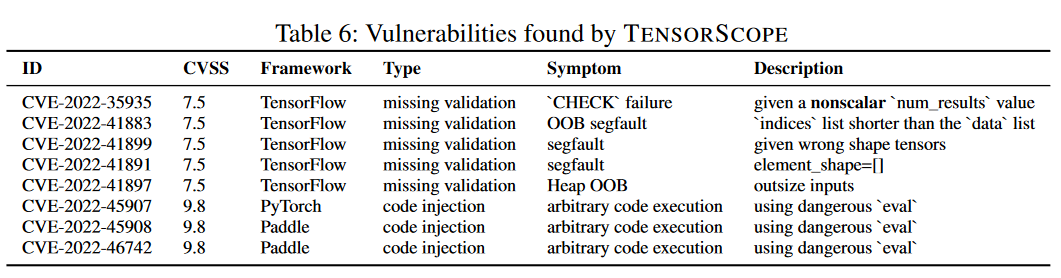 Table 6: Vulnerabilities found by TENSORSCOPE
ID CVSS Framework Type Symptom Description
CVE-2022-35935 7.5 TensorFlow missing validation `CHECK` failure given a nonscalar `num_results` value
CVE-2022-41883 7.5 TensorFlow missing validation OOB segfault `indices` list shorter than the `data` list
CVE-2022-41899 7.5 TensorFlow missing validation segfault given wrong shape tensors
CVE-2022-41891 7.5 TensorFlow missing validation segfault element_shape=[]
CVE-2022-41897 7.5 TensorFlow missing validation Heap OOB outsize inputs
CVE-2022-45907 9.8 PyTorch code injection arbitrary code execution using dangerous `eval`
CVE-2022-45908 9.8 Paddle code injection arbitrary code execution using dangerous `eval`
CVE-2022-46742 9.8 Paddle code injection arbitrary code execution using dangerous `eval`